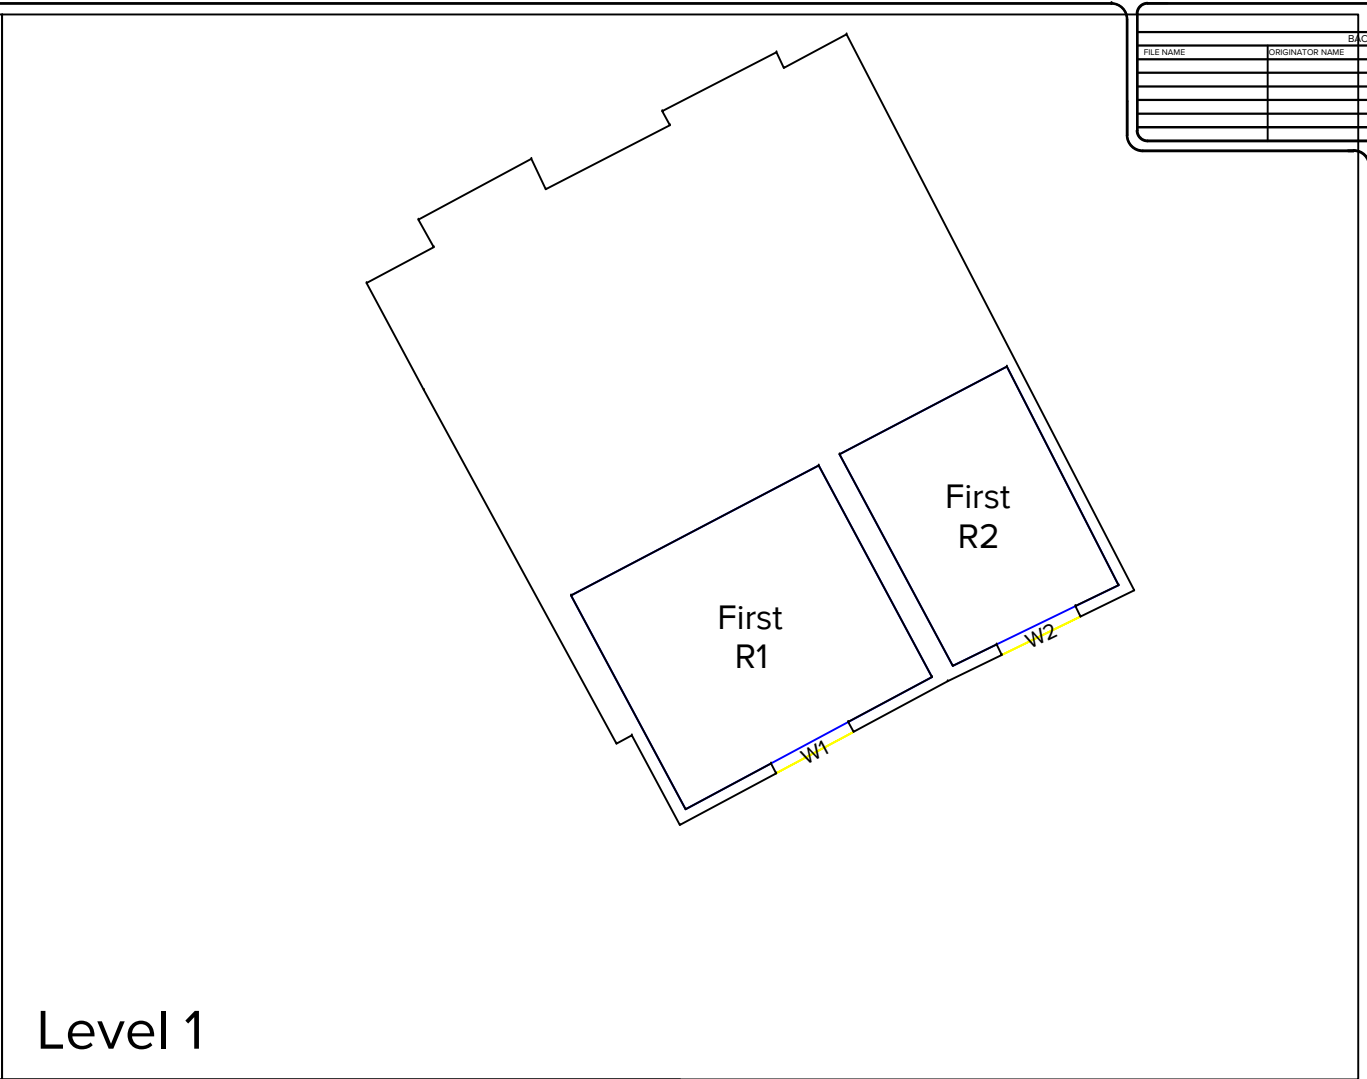 FILE NAME
ORIGINATOR NAME
First
R2
First
R1
W2
W1
Level 1